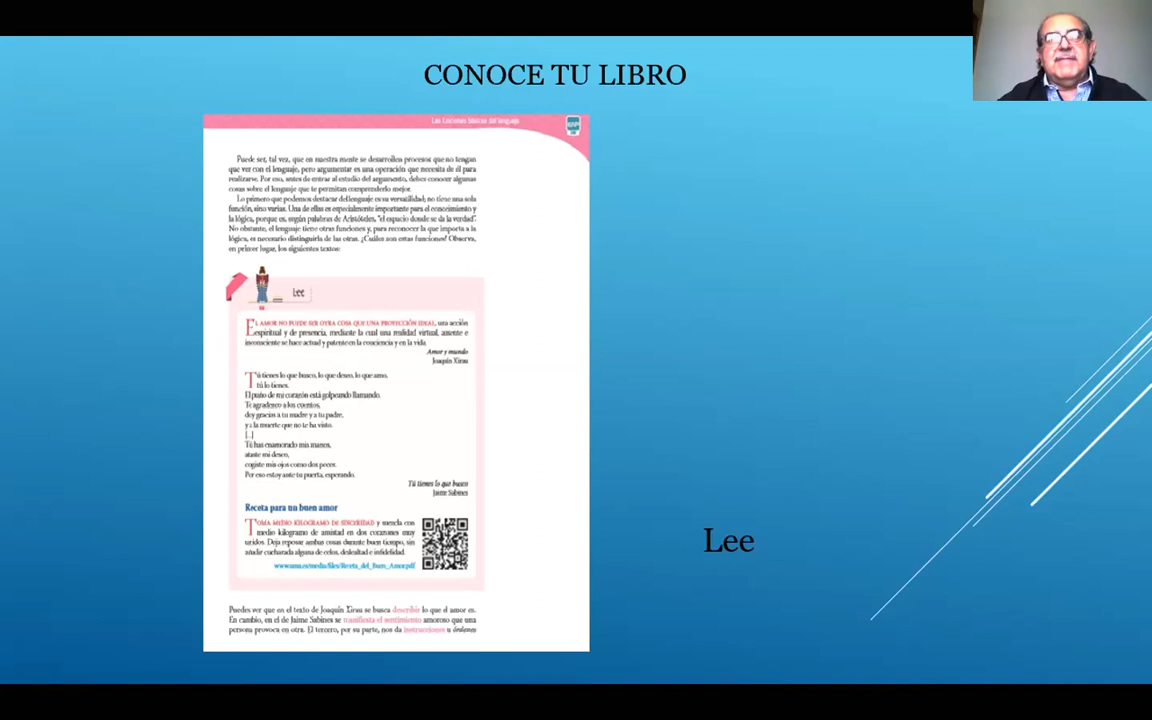 CONOCE TU LIBRO
Las funciones básicas del lenguaje
Puede ser, tal vez, que en nuestra mente se desarrollen procesos que no tengan
que ver con el lenguaje, pero argumentar es una operación que necesita de él para
realizarse. Por eso, antes de entrar al estudio del argumento, debes conocer algunas
cosas sobre el lenguaje que te permitan comprenderlo mejor.
Lo primero que podemos destacar del lenguaje es su versatilidad; no tiene una sola
función, sino varias. Una de ellas es especialmente importante para el conocimiento y
la lógica, porque es, según palabras de Aristóteles, "el espacio donde se da la verdad".
No obstante, el lenguaje tiene otras funciones y, para reconocer la que importa a la
lógica, es necesario distinguirla de las otras. ¿Cuáles son estas funciones? Observa,
en primer lugar, los siguientes textos:
Lee
EL AMOR NO PUEDE SER OTRA COSA QUE UNA PROYECCIÓN IDEAL, una acción
espiritual y de presencia, mediante la cual una realidad virtual, ausente e
inconsciente se hace actual y patente en la conciencia y en la vida.
Amor y mundo
Joaquín Xirau
Tú tienes lo que busco, lo que deseo, lo que amo,
tú lo tienes.
El puño de mi corazón está golpeando llamando.
Te agradezco a los cuentos,
doy gracias a tu madre y a tu padre,
y a la muerte que no te ha visto.
[...]
Tú has enamorado mis manos,
ataste mi deseo,
cogiste mis ojos como dos peces.
Por eso estoy ante tu puerta, esperando.
Tú tienes lo que busco
Jaime Sabines
Receta para un buen amor
TOMA MEDIO KILOGRAMO DE SINCERIDAD y mezcla con
medio kilogramo de amistad en dos corazones muy
unidos. Deja reposar ambas cosas durante buen tiempo, sin
añadir cucharada alguna de celos, deslealtad e infidelidad.
Puedes ver que en el texto de Joaquín Xirau se busca describir lo que el amor es.
En cambio, en el de Jaime Sabines se manifiesta el sentimiento amoroso que una
persona provoca en otra. El tercero, por su parte, nos da instrucciones u órdenes
Lee